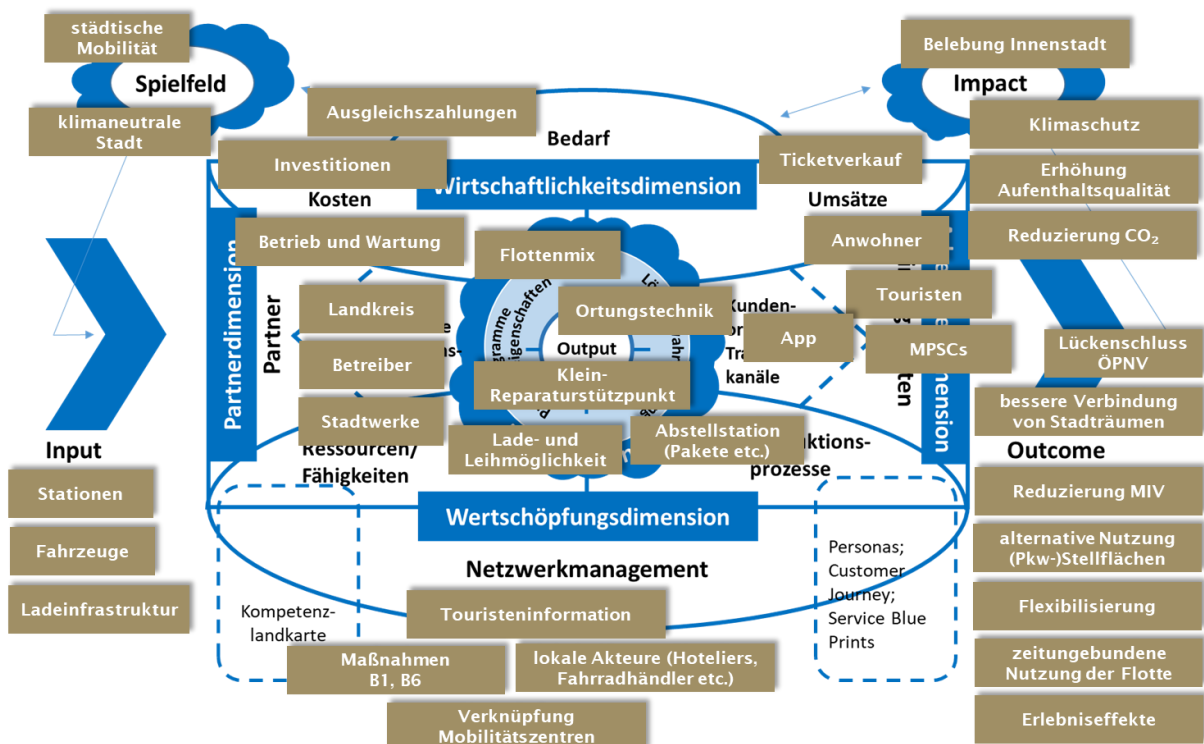 städtische
Mobilität
Spielfeld
klimaneutrale
Stadt
Ausgleichszahlungen
Bedarf
Investitionen
Kosten
Wirtschaftlichkeitsdimension
Ticketverkauf
Umsätze
Belebung Innenstadt
Impact
Klimaschutz
Erhöhung
Aufenthaltsqualität
Reduzierung CO₂
Betrieb und Wartung
Flottenmix
Anwohner
Touristen
Partnerdimension
Partner
Landkreis
Betreiber
Stadtwerke
Ortungstechnik
Output
Klein-
Reparaturstützpunkt
Lade- und
Leihmöglichkeit
Abstellstation
(Pakete etc.)
Kunden-
kanäle
App
MPSCs
Lückenschluss
ÖPNV
bessere Verbindung
von Stadträumen
Input
Stationen
Fahrzeuge
Ladeinfrastruktur
Ressourcen/
Fähigkeiten
prozesse
Wertschöpfungsdimension
Outcome
Reduzierung MIV
alternative Nutzung
(Pkw-)Stellflächen
Flexibilisierung
zeitungebundene
Nutzung der Flotte
Erlebniseffekte
Netzwerkmanagement
Kompetenz-
landkarte
Personas;
Customer
Journey;
Service Blue
Prints
Touristeninformation
Maßnahmen
B1, B6
lokale Akteure (Hoteliers,
Fahrradhändler etc.)
Verknüpfung
Mobilitätszentren